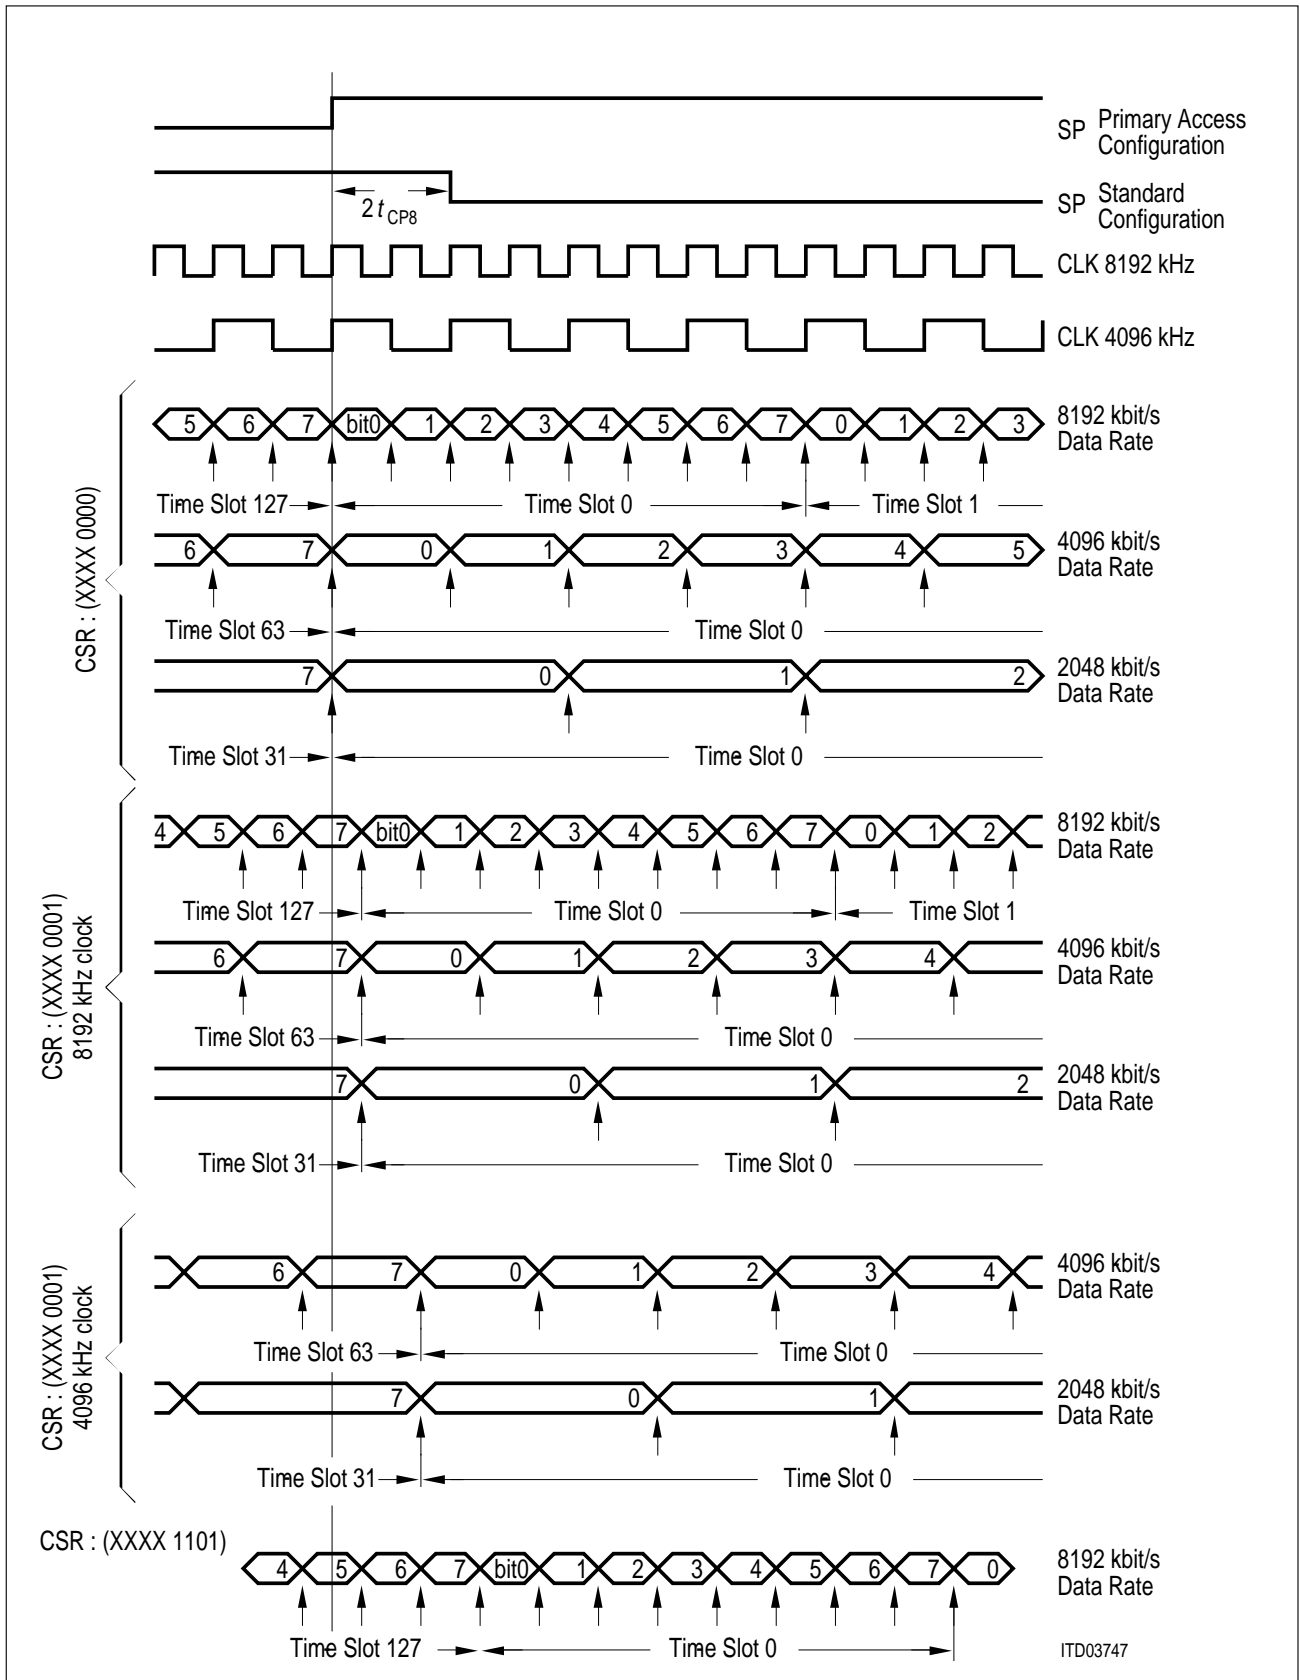 SP Primary Access
Configuration
2 t CP8
SP Standard
Configuration
CLK 8192 kHz
CLK 4096 kHz
CSR : (XXXX 0000)
5 6 7 bit0 1 2 3 4 5 6 7 0 1 2 3
8192 kbit/s
Data Rate
Time Slot 127 Time Slot 0 Time Slot 1
6 7 0 1 2 3 4 5
4096 kbit/s
Data Rate
Time Slot 63 Time Slot 0
7 0 1 2
2048 kbit/s
Data Rate
Time Slot 31 Time Slot 0
CSR : (XXXX 0001)
8192 kHz clock
4 5 6 7 bit0 1 2 3 4 5 6 7 0 1 2
8192 kbit/s
Data Rate
Time Slot 127 Time Slot 0 Time Slot 1
6 7 0 1 2 3 4
4096 kbit/s
Data Rate
Time Slot 63 Time Slot 0
7 0 1 2
2048 kbit/s
Data Rate
Time Slot 31 Time Slot 0
CSR : (XXXX 0001)
4096 kHz clock
6 7 0 1 2 3 4
4096 kbit/s
Data Rate
Time Slot 63 Time Slot 0
7 0 1
2048 kbit/s
Data Rate
Time Slot 31 Time Slot 0
CSR : (XXXX 1101)
4 5 6 7 bit0 1 2 3 4 5 6 7 0
8192 kbit/s
Data Rate
Time Slot 127 Time Slot 0
ITD03747